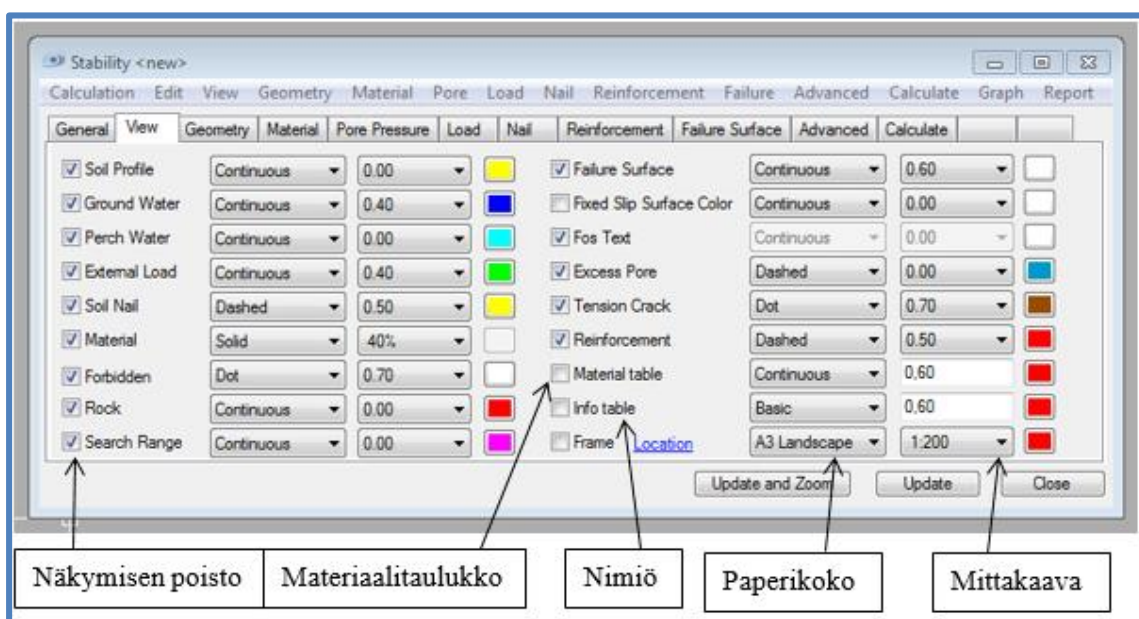 Stability <new>
Calculation Edit View Geometry Material Pore Load Nail Reinforcement Failure Advanced Calculate Graph Report
General View Geometry Material Pore Pressure Load Nail Reinforcement Failure Surface Advanced Calculate
Soil Profile Continuous 0.00 Failure Surface Continuous 0.60
Ground Water Continuous 0.40 Fixed Slip Surface Color Continuous 0.00
Perch Water Continuous 0.00 Fos Text Continuous 0.00
External Load Continuous 0.40 Excess Pore Dashed 0.00
Soil Nail Dashed 0.50 Tension Crack Dot 0.70
Material Solid 40% Reinforcement Dashed 0.50
Forbidden Dot 0.70 Material table Continuous 0,60
Rock Continuous 0.00 Info table Basic 0,60
Search Range Continuous 0.00 Frame Location A3 Landscape 1:200
Update and Zoom Update Close
Näkymisen poisto Materiaalitaulukko Nimiö Paperikoko Mittakaava